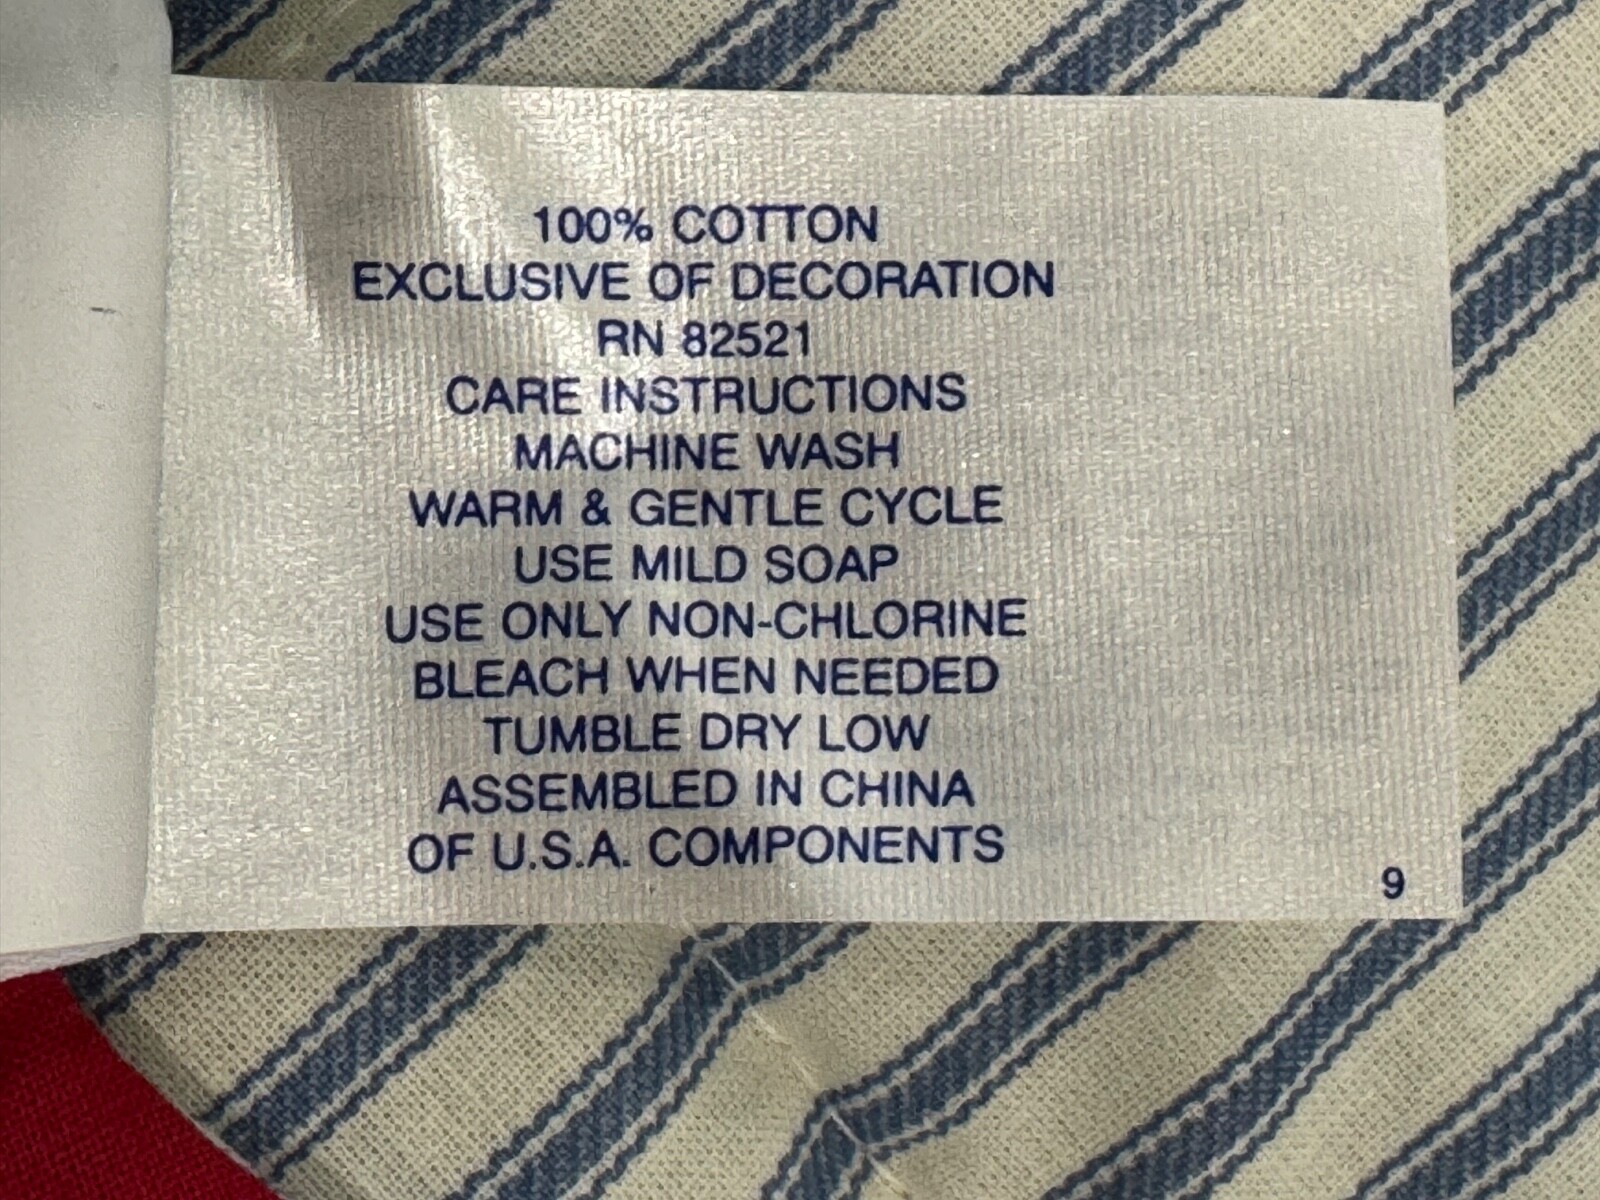 100% COTTON
EXCLUSIVE OF DECORATION
RN 82521
CARE INSTRUCTIONS
MACHINE WASH
WARM & GENTLE CYCLE
USE MILD SOAP
USE ONLY NON-CHLORINE
BLEACH WHEN NEEDED
TUMBLE DRY LOW
ASSEMBLED IN CHINA
OF U.S.A. COMPONENTS
9